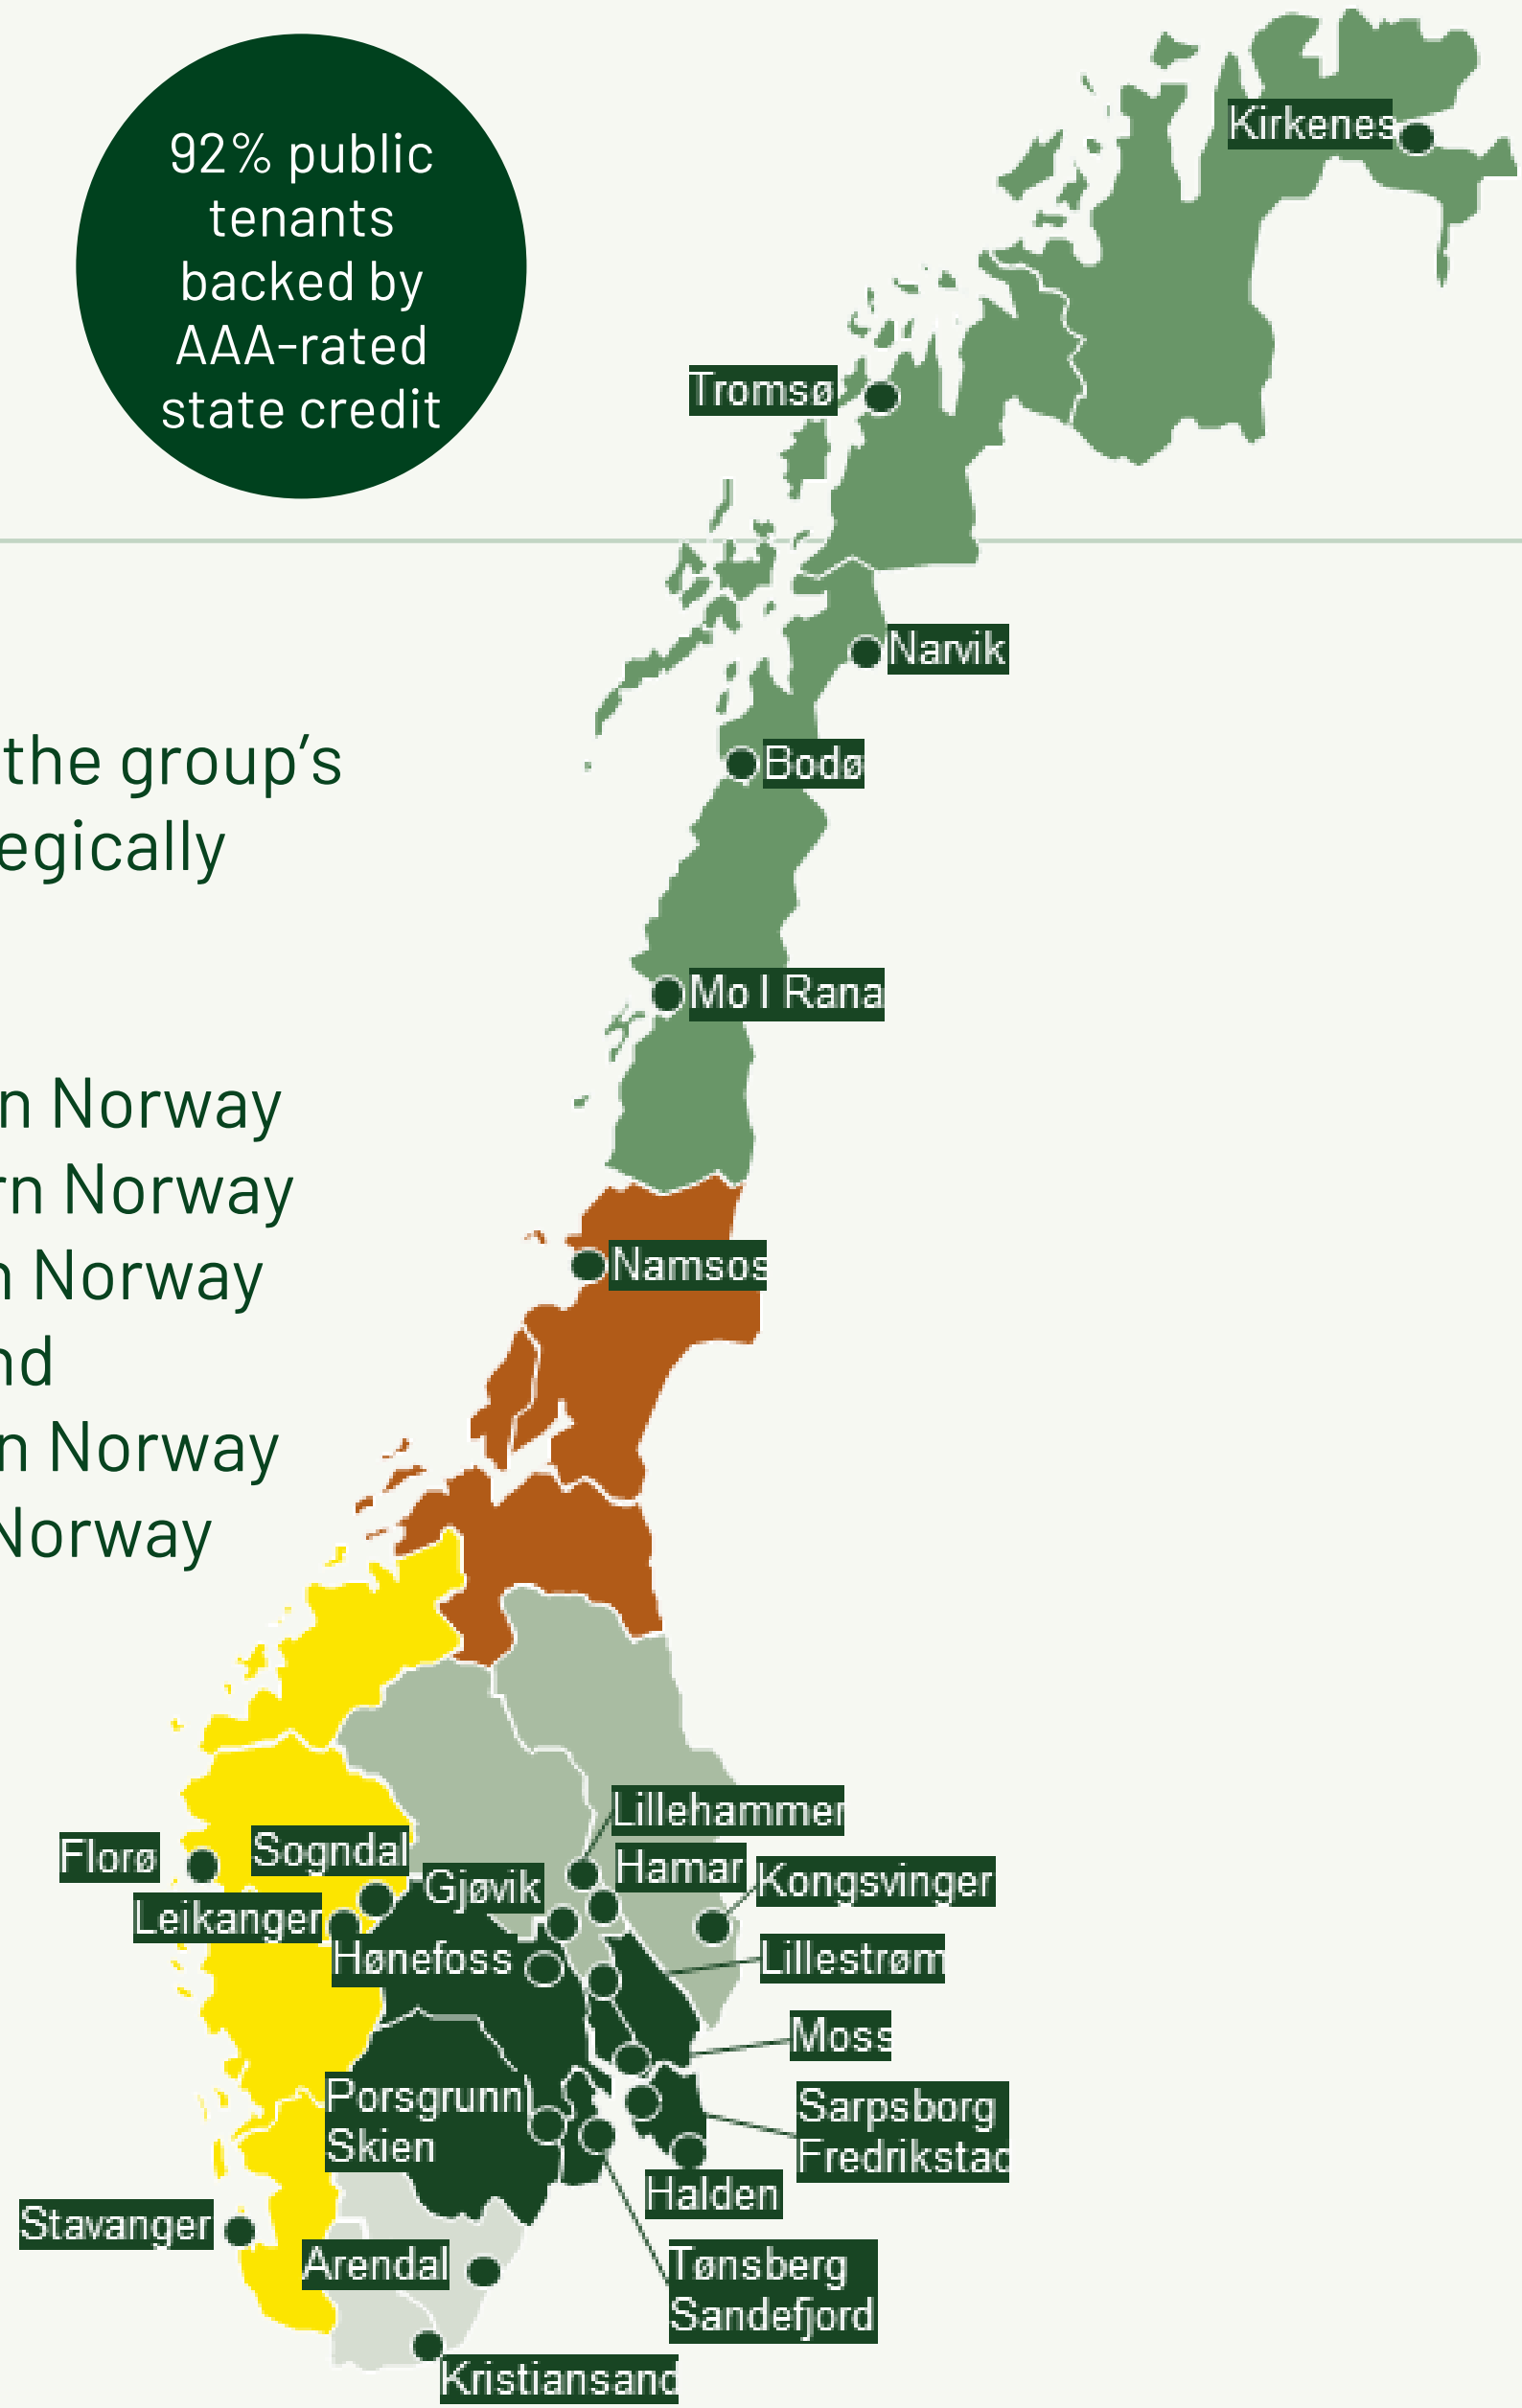 92% public
tenants
backed by
AAA-rated
state credit
Kirkenes
Tromsø
Narvik
the group's
Bodø
egically
Mo I Rana
n Norway
rn Norway
n Norway
nd
n Norway
Norway
Namsos
Lillehammer
Florø
Sogndal
Hamar
Gjøvik
Kongsvinger
Leikanger
Hønefoss
Lillestrøm
Moss
Porsgrunn
Skien
Sarpsborg
Fredrikstad
Halden
Stavanger
Arendal
Tønsberg
Sandefjord
Kristiansand